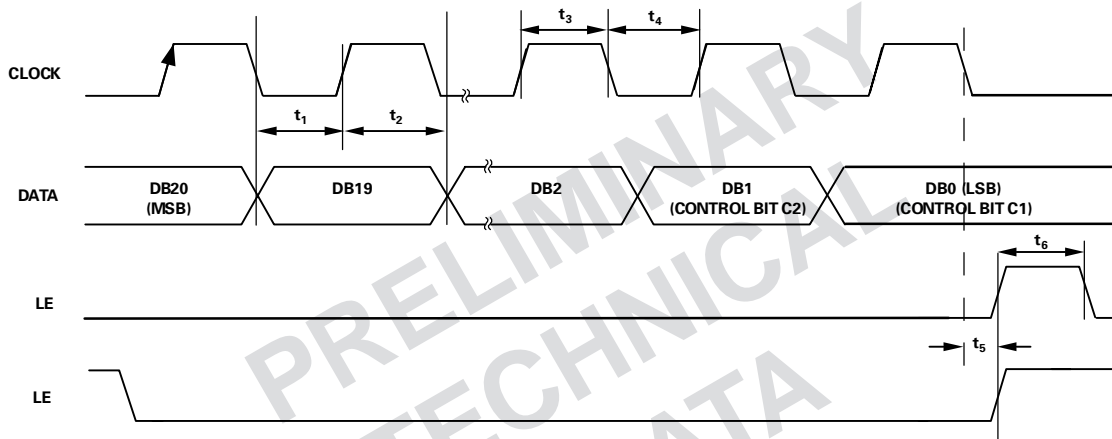 t3 t4
CLOCK
t1 t2
DATA
DB20 (MSB)
DB19
DB2
DB1 (CONTROL BIT C2)
DB0 (LSB) (CONTROL BIT C1)
t6
LE
t5
LE
PRELIMINARY
TECHNICAL
DATA